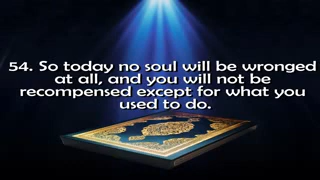 54. So today no soul will be wronged
at all, and you will not be
recompensed except for what you
used to do.